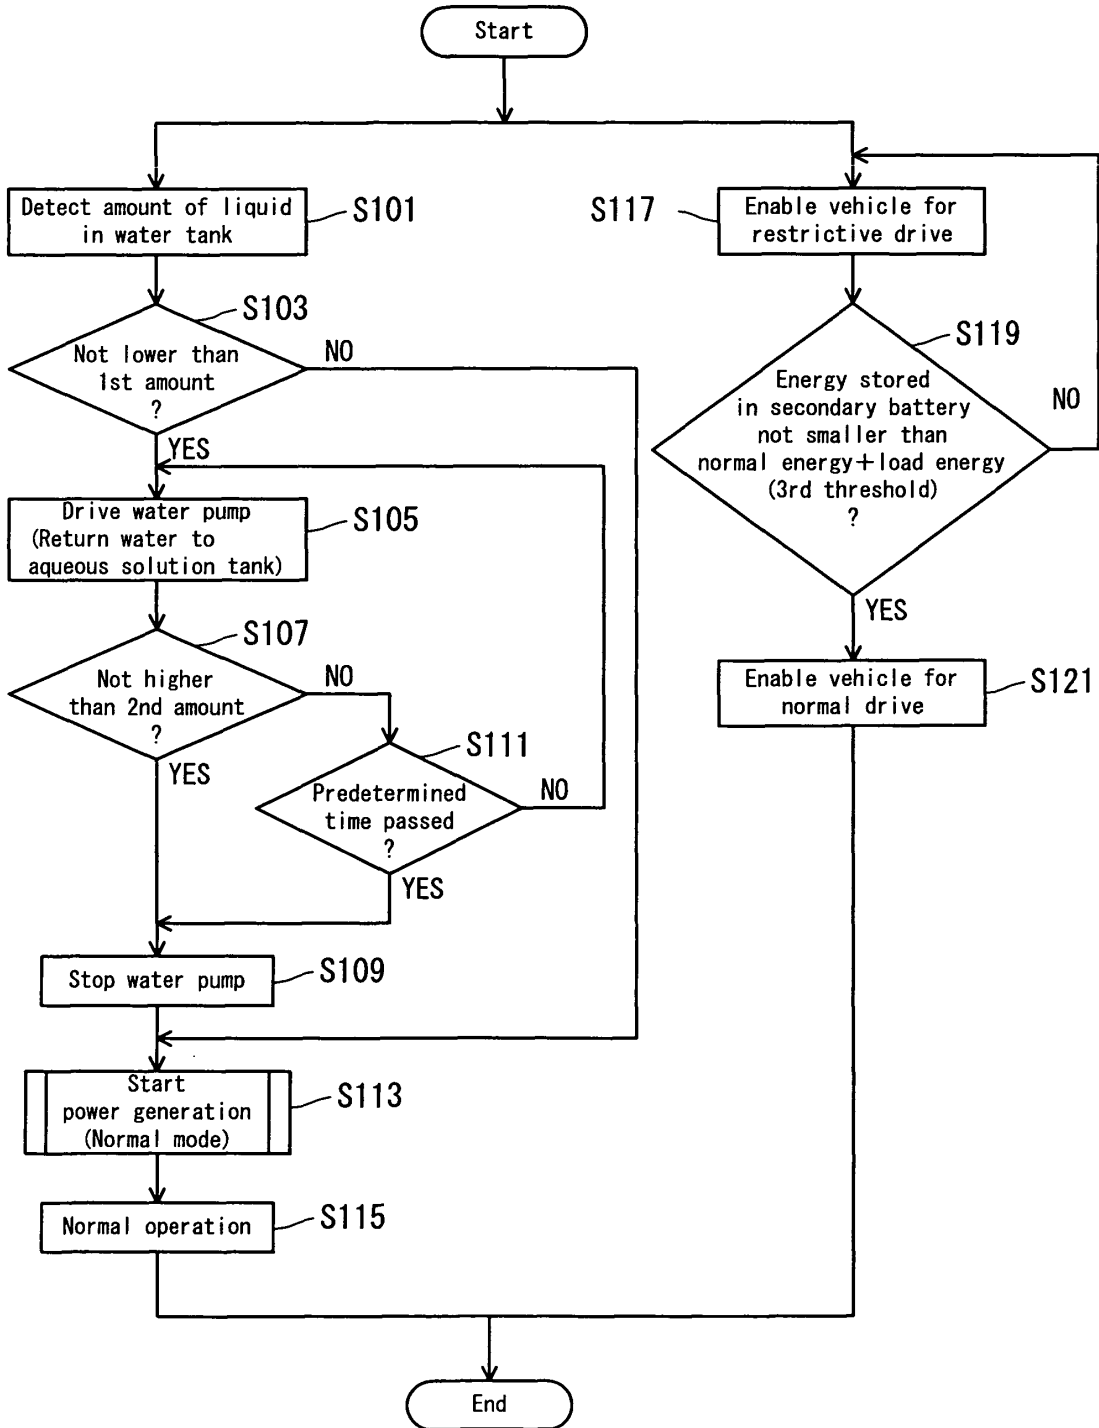 Start
Detect amount of liquid
in water tank
S101
S103
Not lower than
1st amount
?
NO
YES
Drive water pump
(Return water to
aqueous solution tank)
S105
S107
Not higher
than 2nd amount
?
NO
YES
S111
Predetermined
time passed
?
NO
YES
Stop water pump
S109
Start
power generation
(Normal mode)
S113
Normal operation
S115
S117
Enable vehicle for
restrictive drive
S119
Energy stored
in secondary battery
not smaller than
normal energy+load energy
(3rd threshold)
?
NO
YES
Enable vehicle for
normal drive
S121
End